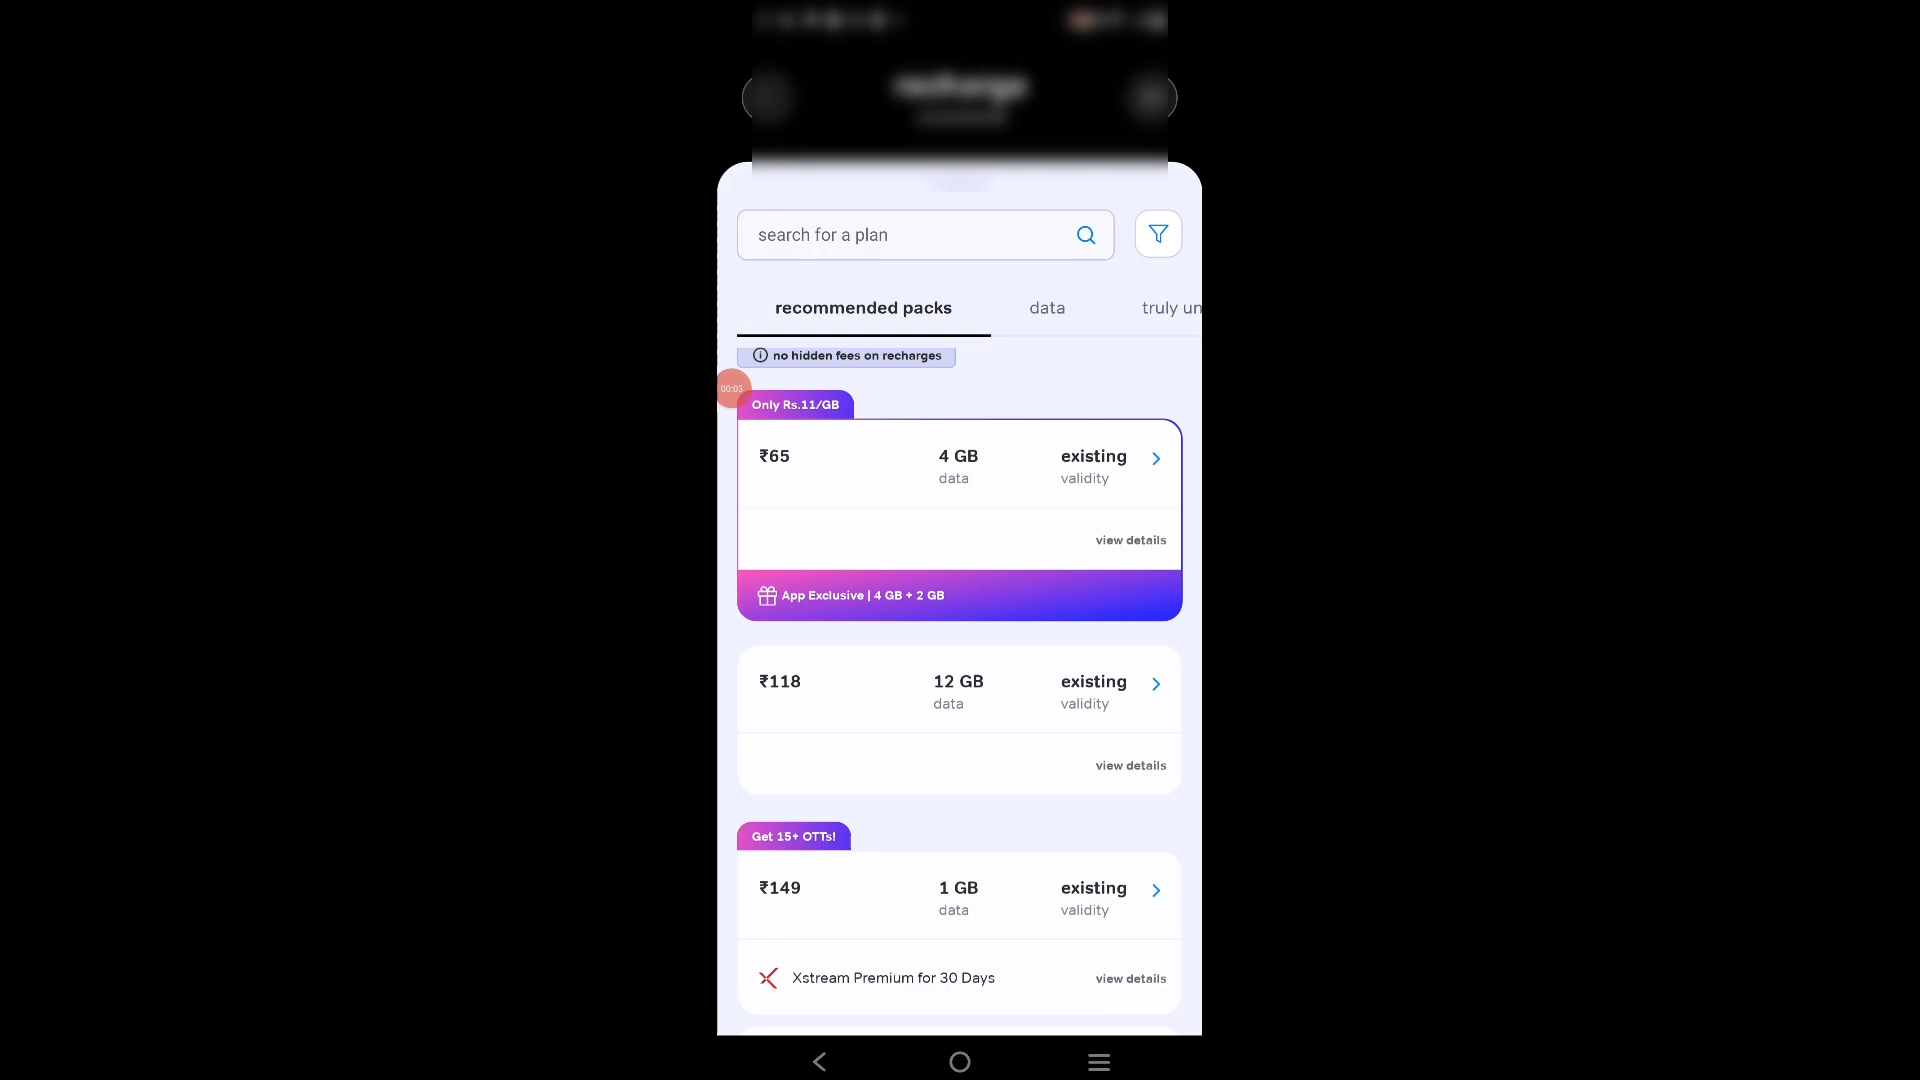 recharge
search for a plan
recommended packs data truly un
no hidden fees on recharges
00:03
Only Rs.11/GB
₹65 4 GB existing
data validity
view details
App Exclusive | 4 GB + 2 GB
₹118 12 GB existing
data validity
view details
Get 15+ OTTs!
₹149 1 GB existing
data validity
Xstream Premium for 30 Days view details